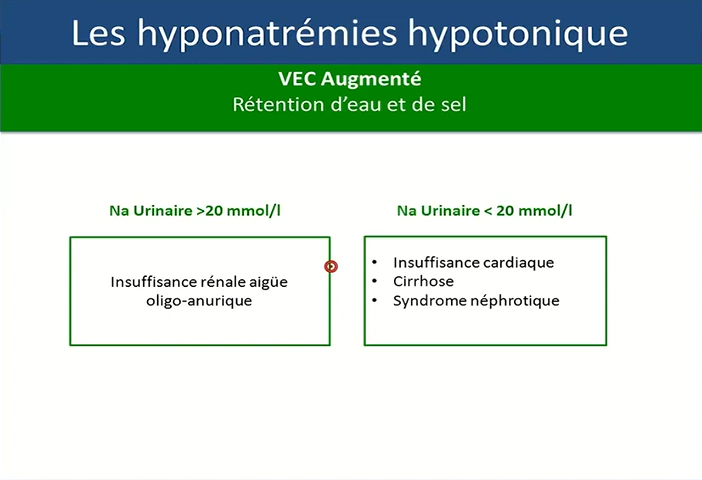 Les hyponatrémies hypotonique
VEC Augmenté
Rétention d'eau et de sel
Na Urinaire >20 mmol/l
Na Urinaire < 20 mmol/l
Insuffisance rénale aigüe
oligo-anurique
• Insuffisance cardiaque
• Cirrhose
• Syndrome néphrotique